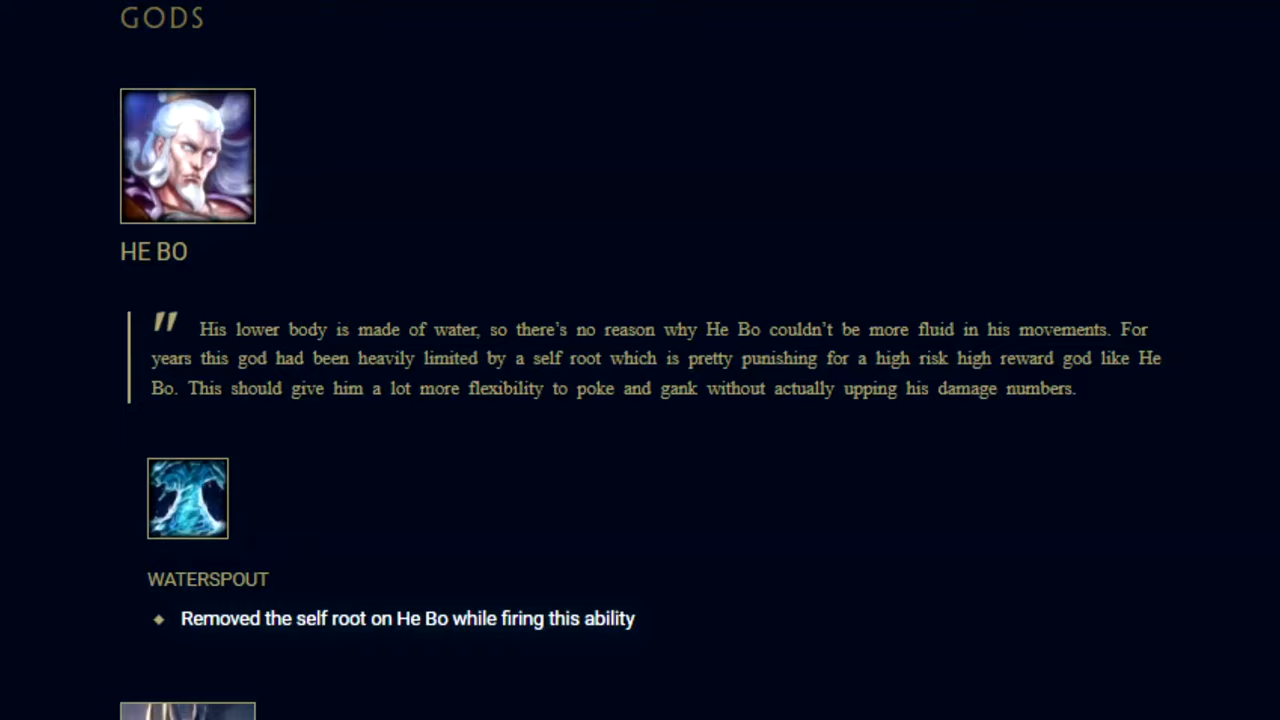 GODS
HE BO
" His lower body is made of water, so there's no reason why He Bo couldn't be more fluid in his movements. For
years this god had been heavily limited by a self root which is pretty punishing for a high risk high reward god like He
Bo. This should give him a lot more flexibility to poke and gank without actually upping his damage numbers.
WATERSPOUT
Removed the self root on He Bo while firing this ability